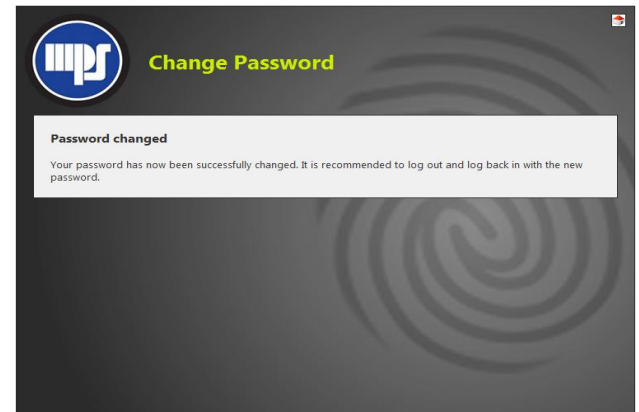 mps
Change Password
Password changed
Your password has now been successfully changed. It is recommended to log out and log back in with the new
password.